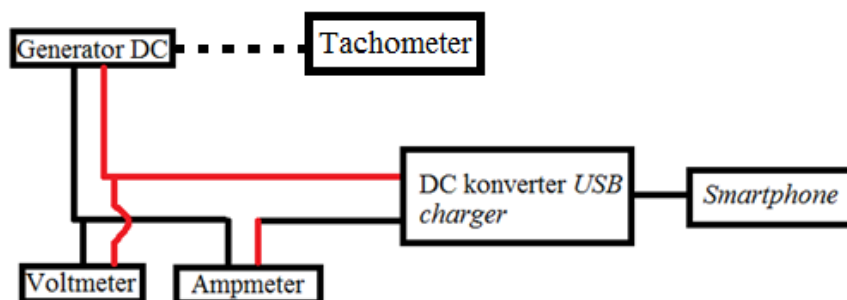 Generator DC
Tachometer
DC konverter USB
charger
Smartphone
Voltmeter
Ampmeter